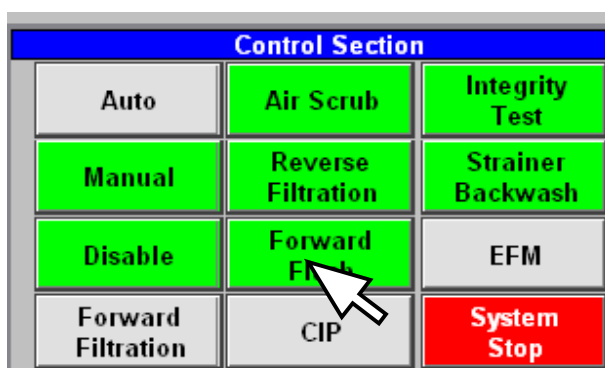 Control Section
Auto
Air Scrub
Integrity
Test
Manual
Reverse
Filtration
Strainer
Backwash
Disable
Forward
EFM
Forward
Filtration
CIP
System
Stop